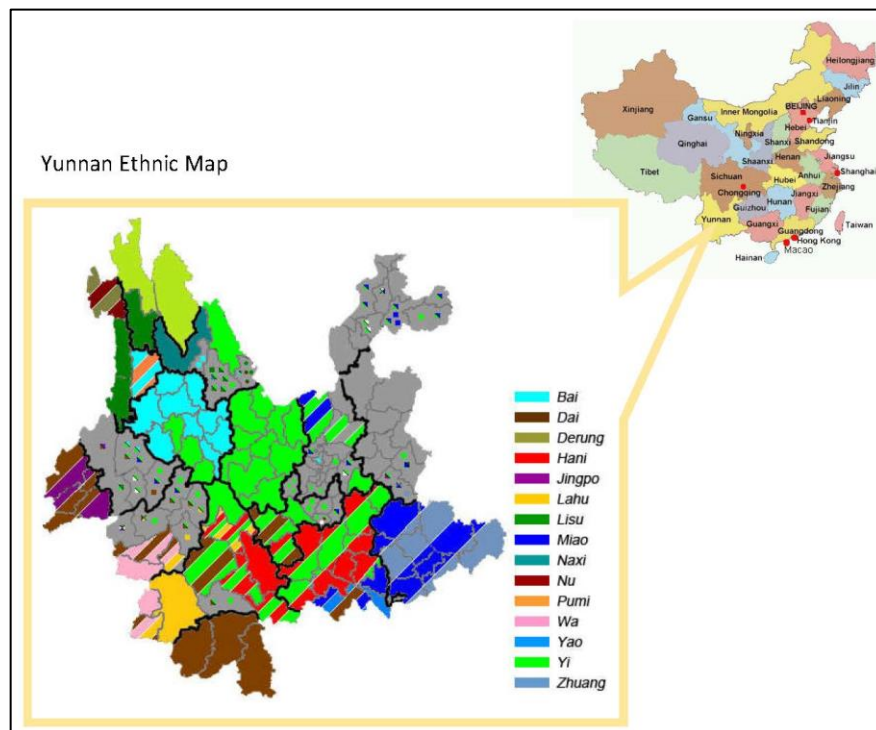 Yunnan Ethnic Map
Heilongjiang
Jilin
Liaoning
Inner Mongolia
BEIJING
Tianjin
Hebei
Xinjiang
Gansu
Ningxia
Shanxi
Shandong
Qinghai
Shaanxi
Henan
Jiangsu
Tibet
Sichuan
Hubei
Anhui
Shanghai
Chongqing
Zhejiang
Hunan
Jiangxi
Guizhou
Fujian
Yunnan
Guangxi
Guangdong
Taiwan
Hong Kong
Macao
Hainan
Bai
Dai
Derung
Hani
Jingpo
Lahu
Lisu
Miao
Naxi
Nu
Pumi
Wa
Yao
Yi
Zhuang